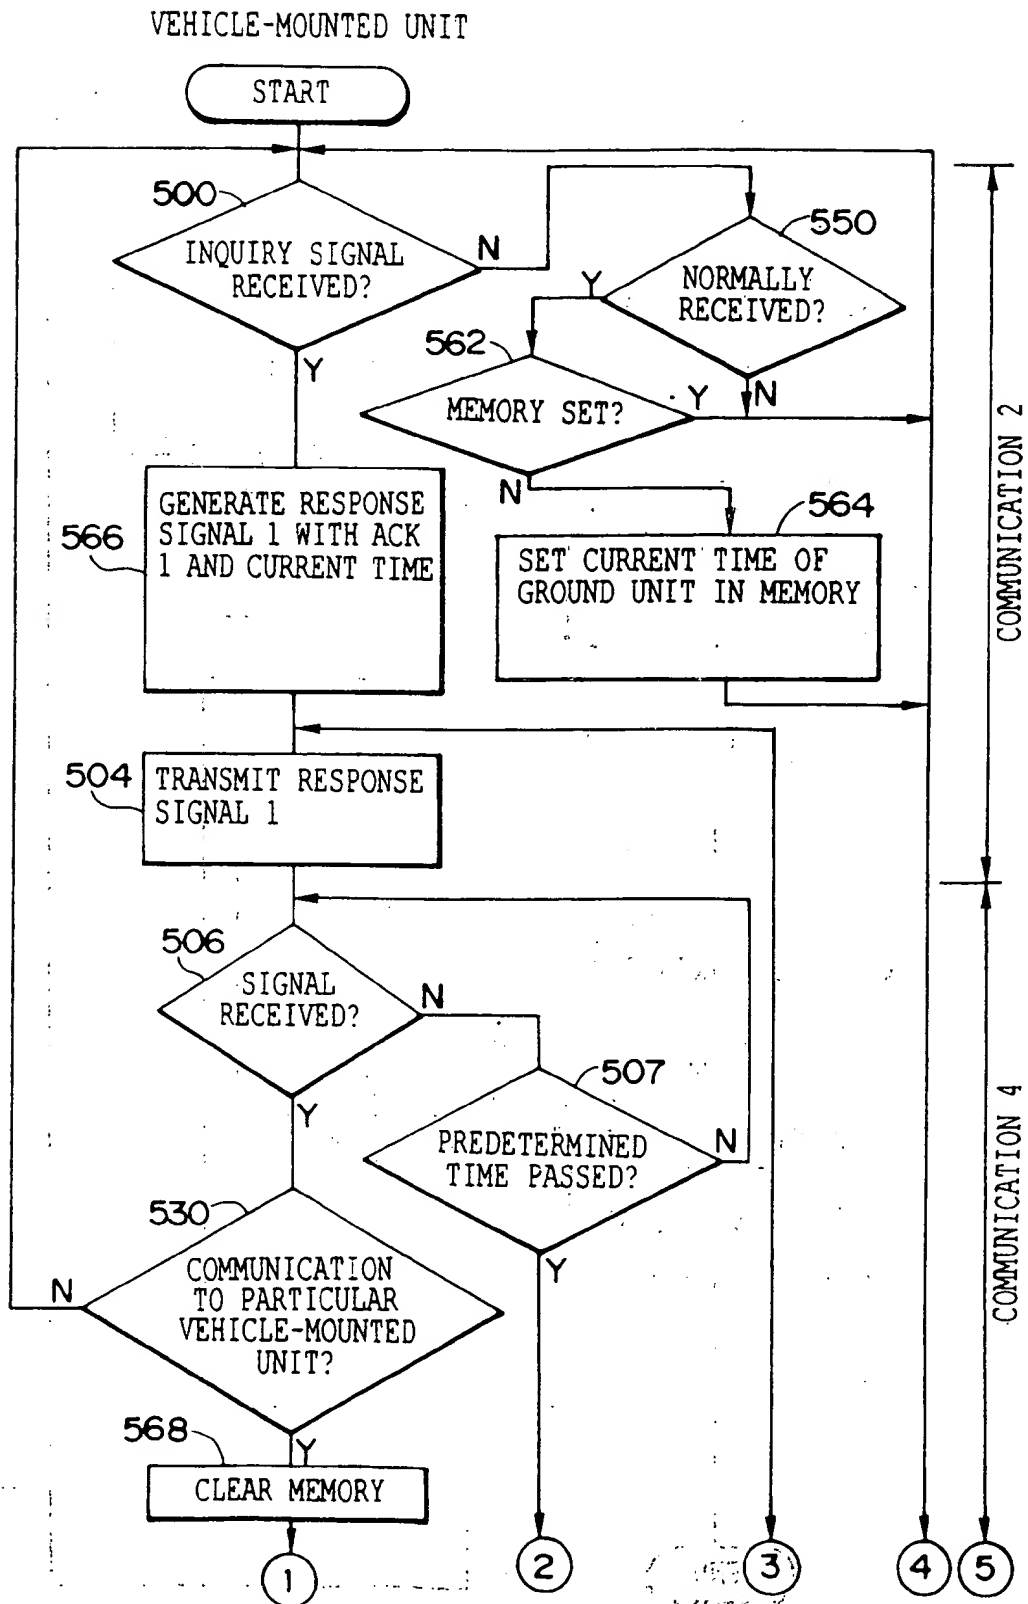 VEHICLE-MOUNTED UNIT
START
500
INQUIRY SIGNAL
RECEIVED?
N
Y
550
NORMALLY
RECEIVED?
Y
N
562
MEMORY SET?
Y
N
566
GENERATE RESPONSE
SIGNAL 1 WITH ACK
1 AND CURRENT TIME
564
SET CURRENT TIME OF
GROUND UNIT IN MEMORY
COMMUNICATION 2
504
TRANSMIT RESPONSE
SIGNAL 1
506
SIGNAL
RECEIVED?
N
Y
507
PREDETERMINED
TIME PASSED?
N
Y
530
COMMUNICATION
TO PARTICULAR
VEHICLE-MOUNTED
UNIT?
N
Y
COMMUNICATION 4
568
CLEAR MEMORY
1
2
3
4
5